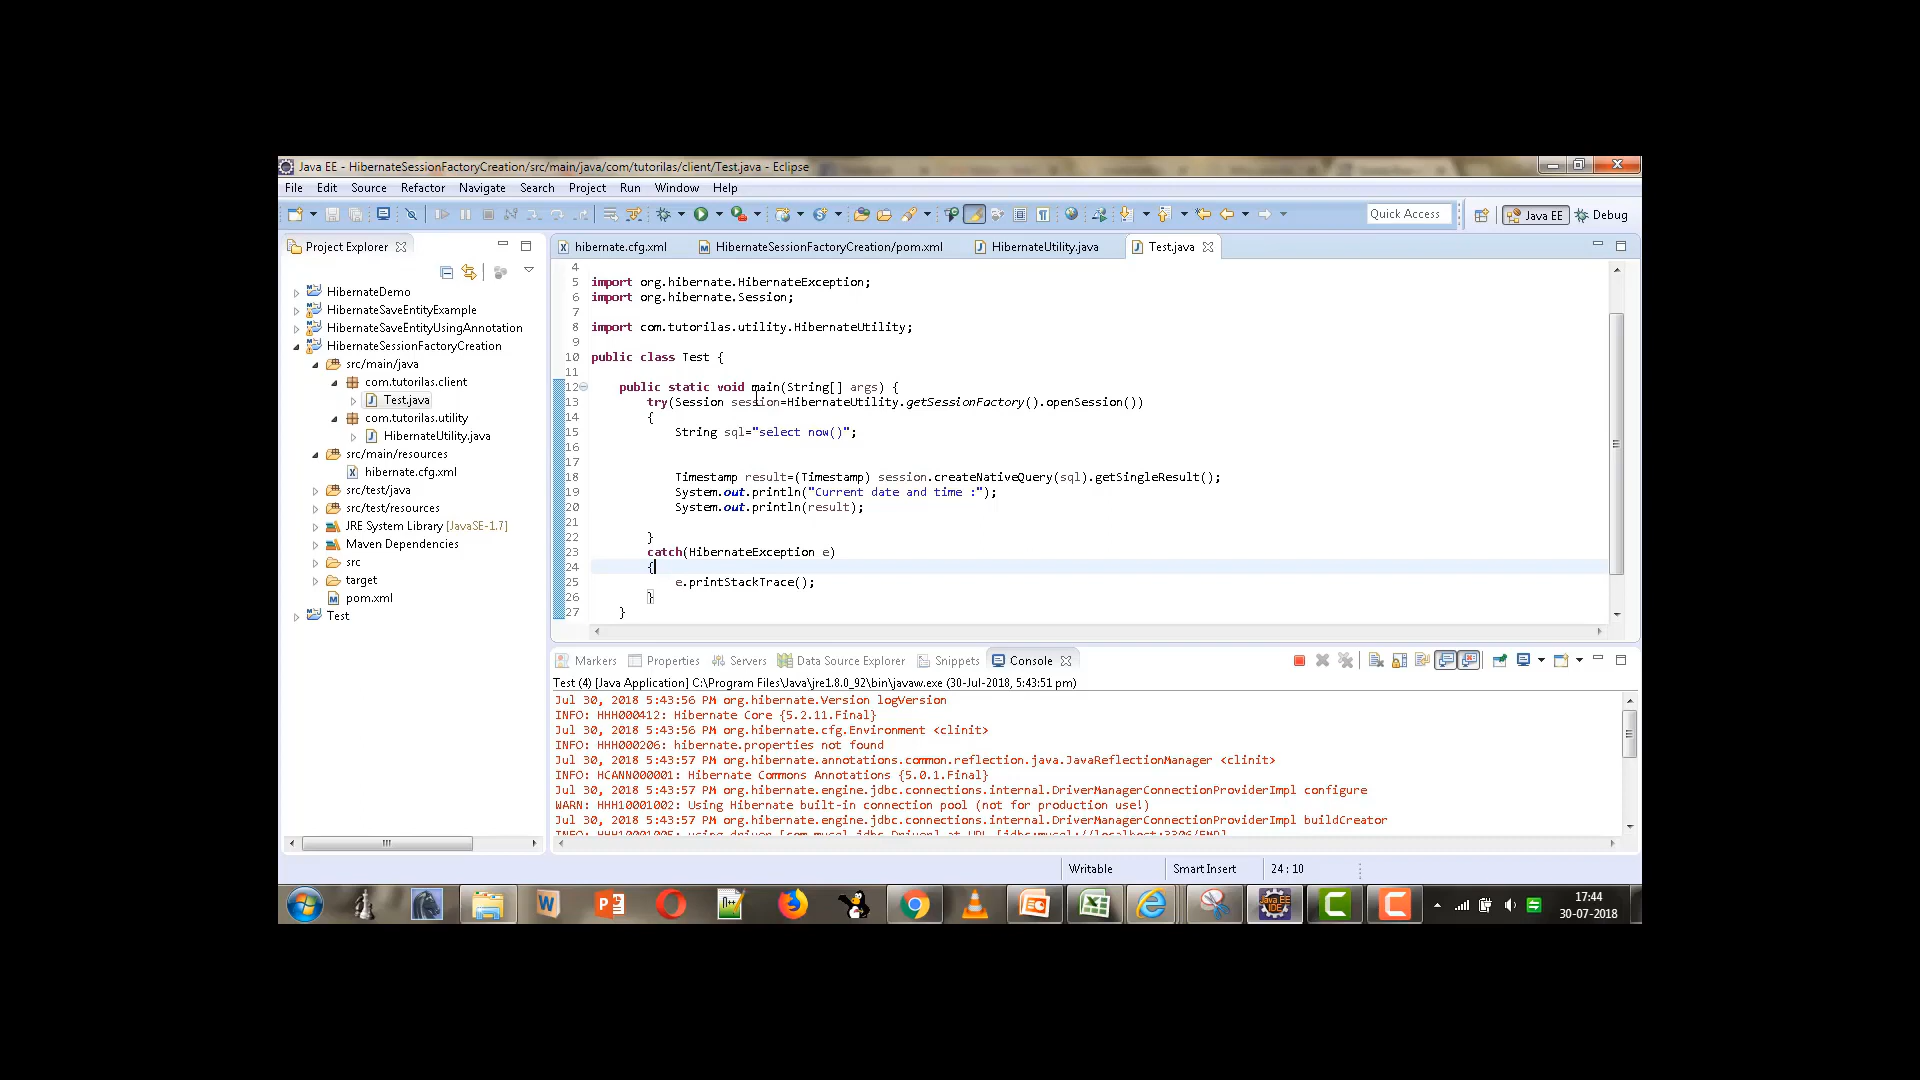 Java EE - HibernateSessionFactoryCreation/src/main/java/com/tutorilas/client/Test.java - Eclipse
File Edit Source Refactor Navigate Search Project Run Window Help
Quick Access
Java EE
Debug
Project Explorer
HibernateDemo
HibernateSaveEntityExample
HibernateSaveEntityUsingAnnotation
HibernateSessionFactoryCreation
src/main/java
com.tutorilas.client
Test.java
com.tutorilas.utility
HibernateUtility.java
src/main/resources
hibernate.cfg.xml
src/test/java
src/test/resources
JRE System Library [JavaSE-1.7]
Maven Dependencies
src
target
pom.xml
Test
hibernate.cfg.xml HibernateSessionFactoryCreation/pom.xml HibernateUtility.java Test.java
4
5 import org.hibernate.HibernateException;
6 import org.hibernate.Session;
7
8 import com.tutorilas.utility.HibernateUtility;
9
10 public class Test {
11
12 public static void main(String[] args) {
13 try(Session session=HibernateUtility.getSessionFactory().openSession())
14 {
15 String sql="select now()";
16
17
18 Timestamp result=(Timestamp) session.createNativeQuery(sql).getSingleResult();
19 System.out.println("Current date and time :");
20 System.out.println(result);
21
22 }
23 catch(HibernateException e)
24 {
25 e.printStackTrace();
26 }
27 }
Markers Properties Servers Data Source Explorer Snippets Console
Test (4) [Java Application] C:\Program Files\Java\jre1.8.0_92\bin\javaw.exe (30-Jul-2018, 5:43:51 pm)
Jul 30, 2018 5:43:56 PM org.hibernate.Version logVersion
INFO: HHH000412: Hibernate Core {5.2.11.Final}
Jul 30, 2018 5:43:56 PM org.hibernate.cfg.Environment <clinit>
INFO: HHH000206: hibernate.properties not found
Jul 30, 2018 5:43:57 PM org.hibernate.annotations.common.reflection.java.JavaReflectionManager <clinit>
INFO: HCANN000001: Hibernate Commons Annotations {5.0.1.Final}
Jul 30, 2018 5:43:57 PM org.hibernate.engine.jdbc.connections.internal.DriverManagerConnectionProviderImpl configure
WARN: HHH10001002: Using Hibernate built-in connection pool (not for production use!)
Jul 30, 2018 5:43:57 PM org.hibernate.engine.jdbc.connections.internal.DriverManagerConnectionProviderImpl buildCreator
INFO: HHH10001005: using driver [com.mysql.jdbc.Driver] at URL [jdbc:mysql://localhost:3306/EMP]
Writable
Smart Insert
24 : 10
17:44
30-07-2018